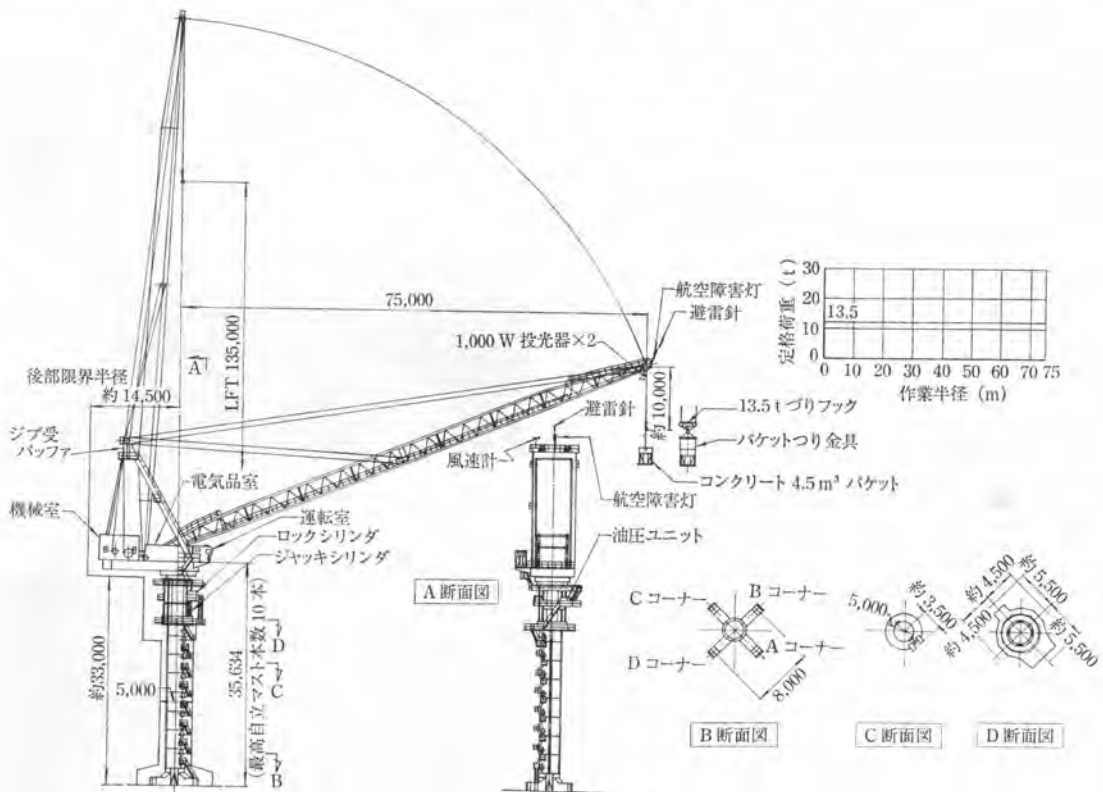 75,000
LFT 135,000
A
後部限界半径
約 14,500
ジブ受
バッファ
電気品室
機械室
運転室
ロックシリンダ
ジャッキシリンダ
約33,000
5,000
35,634
(最高自立マスト本数 10 本)
D
C
B
航空障害灯
避雷針
1,000 W 投光器×2
約 10,000
避雷針
風速計
航空障害灯
油圧ユニット
A 断面図
13.5 t づりフック
バケットつり金具
コンクリート 4.5 m³ バケット
定格荷重 (t)
30
20
10
0
13.5
0 10 20 30 40 50 60 70 75
作業半径 (m)
C コーナー
B コーナー
D コーナー
A コーナー
8,000
B 断面図
5,000
約 3,500
C 断面図
約 4,500
約 5,500
約 4,500
約 5,500
D 断面図